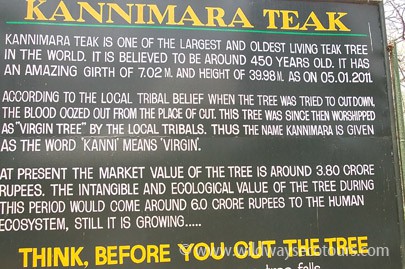 KANNIMARA TEAK
KANNIMARA TEAK IS ONE OF THE LARGEST AND OLDEST LIVING TEAK TREE
IN THE WORLD. IT IS BELIEVED TO BE AROUND 450 YEARS OLD. IT HAS
AN AMAZING GIRTH OF 7.02 M. AND HEIGHT OF 39.98 M. AS ON 05.01.2011.
ACCORDING TO THE LOCAL TRIBAL BELIEF WHEN THE TREE WAS TRIED TO CUT DOWN,
THE BLOOD OOZED OUT FROM THE PLACE OF CUT. THIS TREE WAS SINCE THEN WORSHIPPED
AS "VIRGIN TREE" BY THE LOCAL TRIBALS. THUS THE NAME KANNIMARA IS GIVEN
AS THE WORD 'KANNI' MEANS 'VIRGIN'.
AT PRESENT THE MARKET VALUE OF THE TREE IS AROUND 3.80 CRORE
RUPEES. THE INTANGIBLE AND ECOLOGICAL VALUE OF THE TREE DURING
THIS PERIOD WOULD COME AROUND 6.0 CRORE RUPEES TO THE HUMAN
ECOSYSTEM, STILL IT IS GROWING.....
THINK, BEFORE YOU CUT THE TREE
tree falls